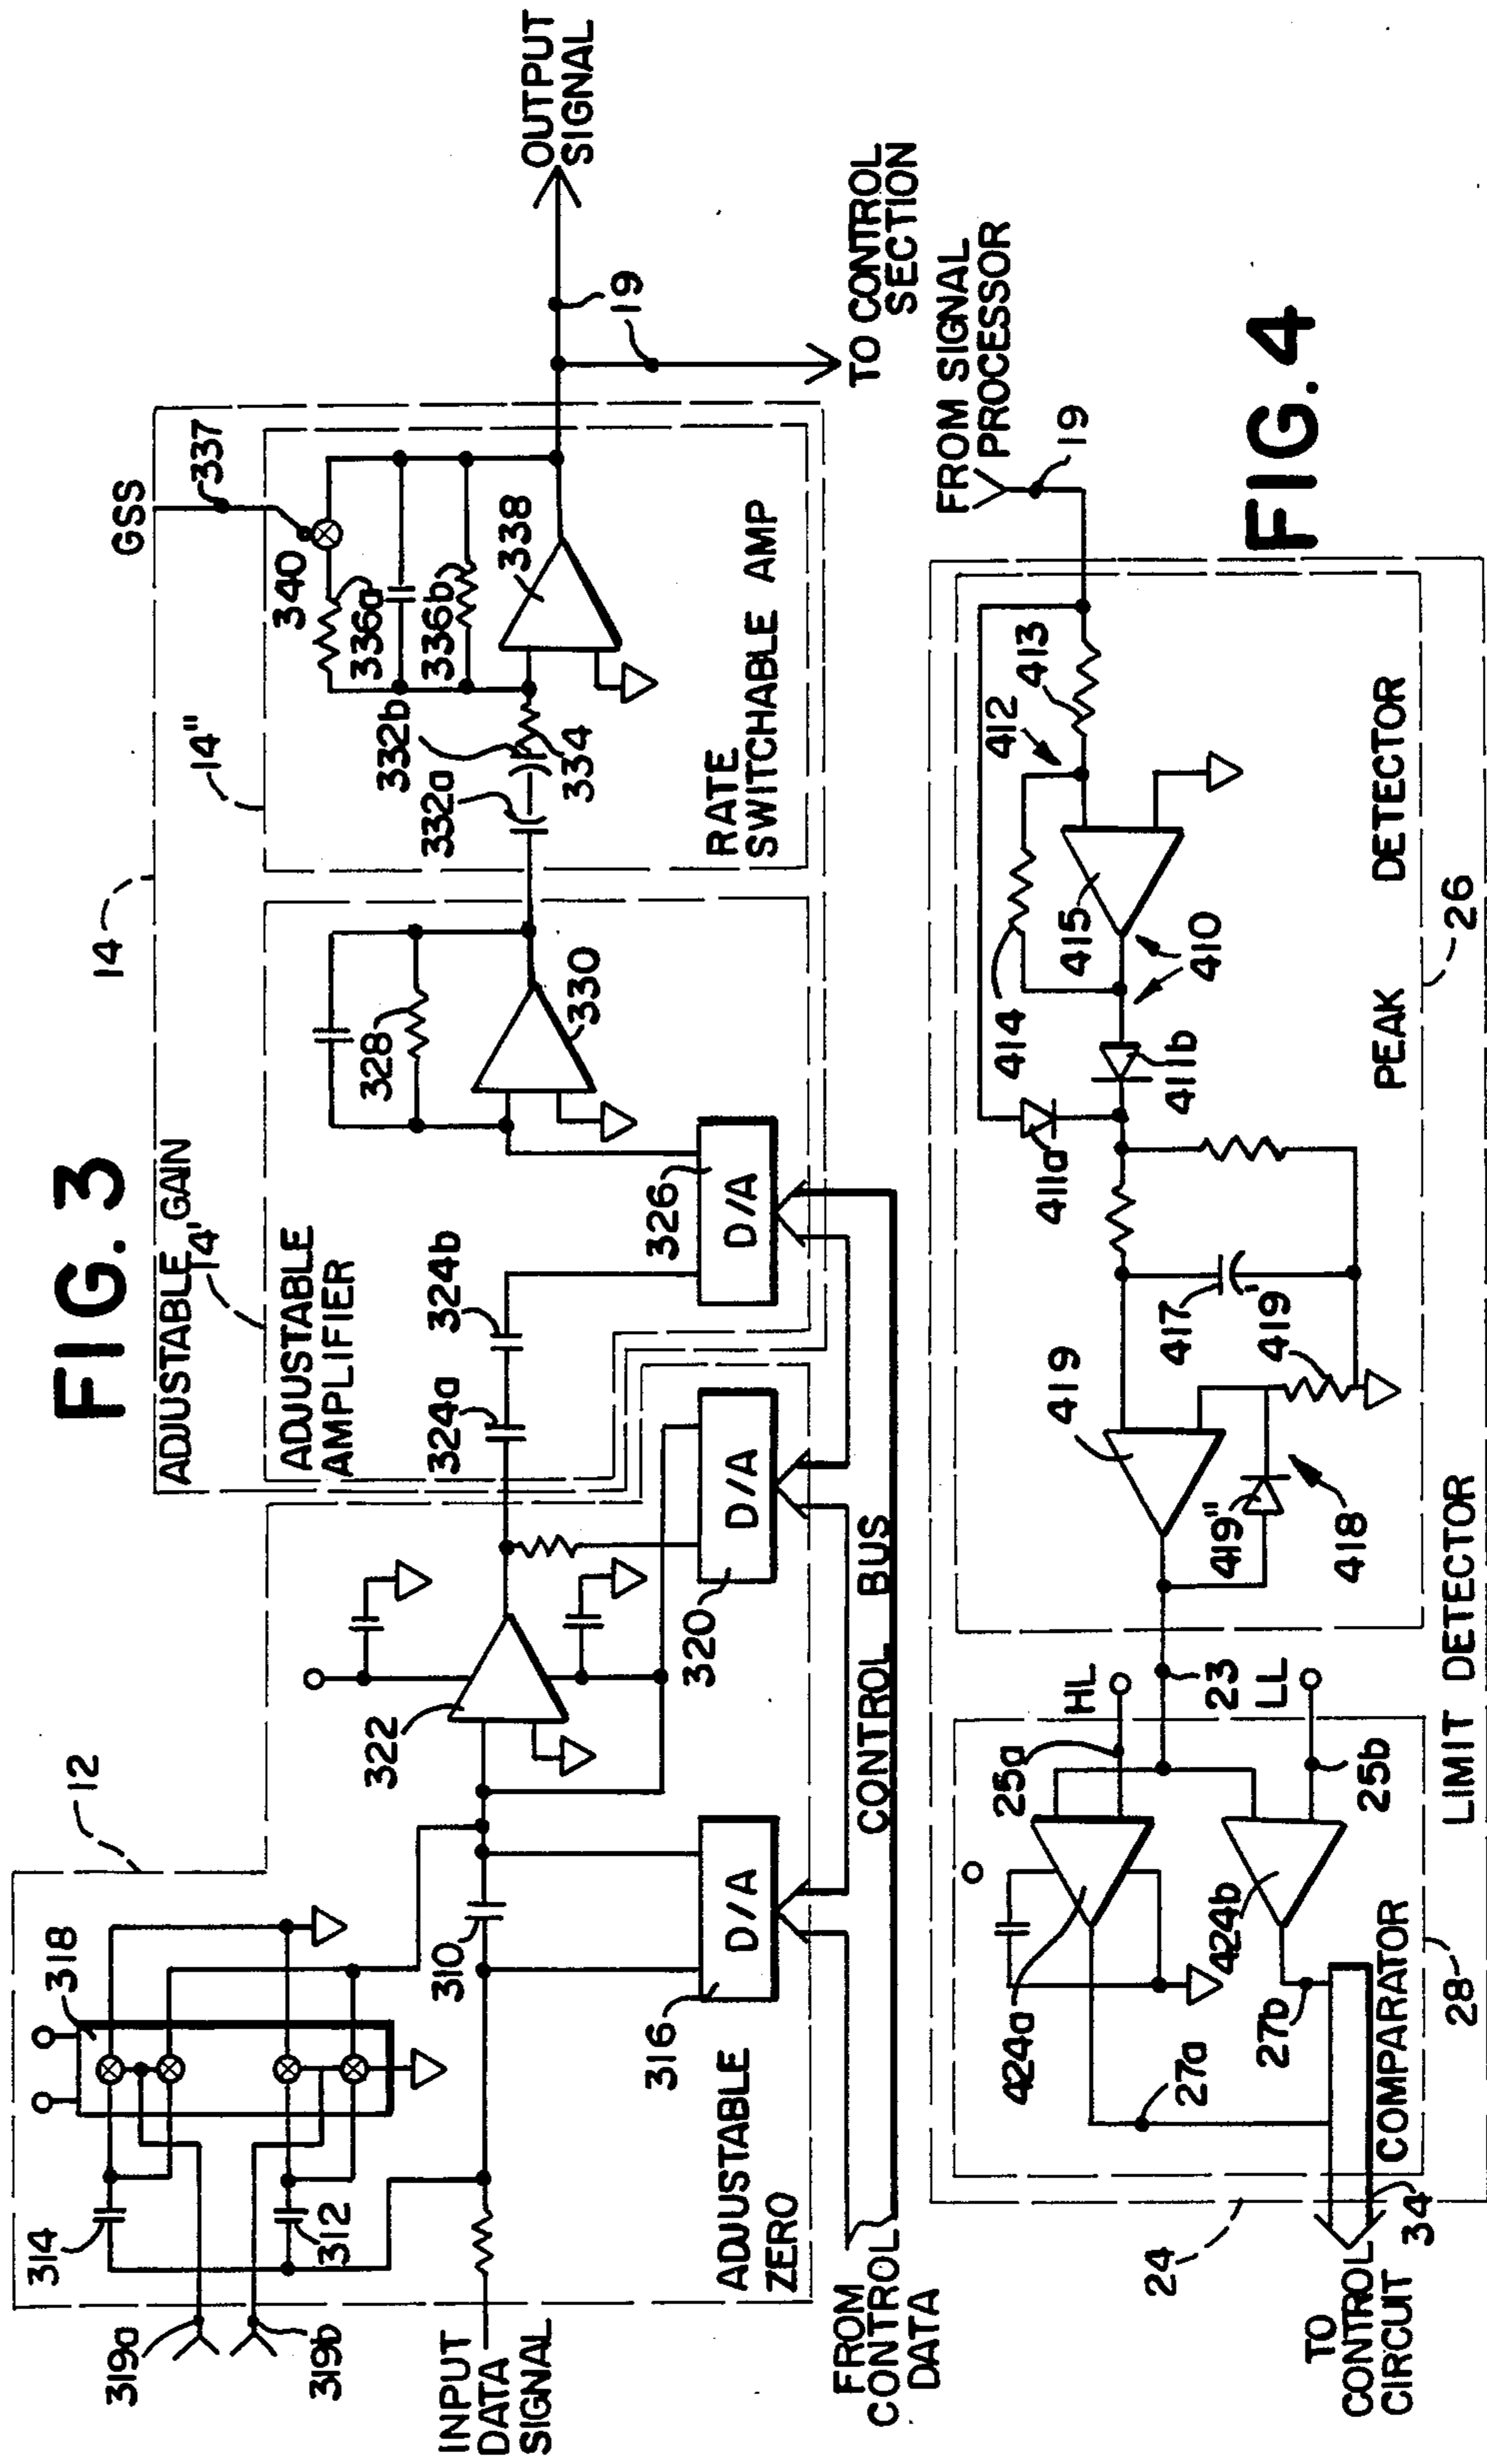 FIG. 3
ADJUSTABLE GAIN
14
14'
14"
ADJUSTABLE
AMPLIFIER
12
318
314
312
319a
319b
INPUT
DATA
SIGNAL
310
316
D/A
ADJUSTABLE
ZERO
322
320
D/A
324a
324b
326
D/A
328
330
332a
332b
334
336a
336b
338
340
337
GSS
RATE
SWITCHABLE AMP
19
OUTPUT
SIGNAL
TO CONTROL
SECTION
CONTROL BUS
FROM
CONTROL
DATA
FIG. 4
FROM SIGNAL
PROCESSOR
19
413
412
414
415
410
411a
411b
417
419
419'
419"
418
PEAK DETECTOR
26
23
HL
LL
25a
25b
424a
424b
27a
27b
COMPARATOR
28
LIMIT DETECTOR
24
34
TO
CONTROL
CIRCUIT